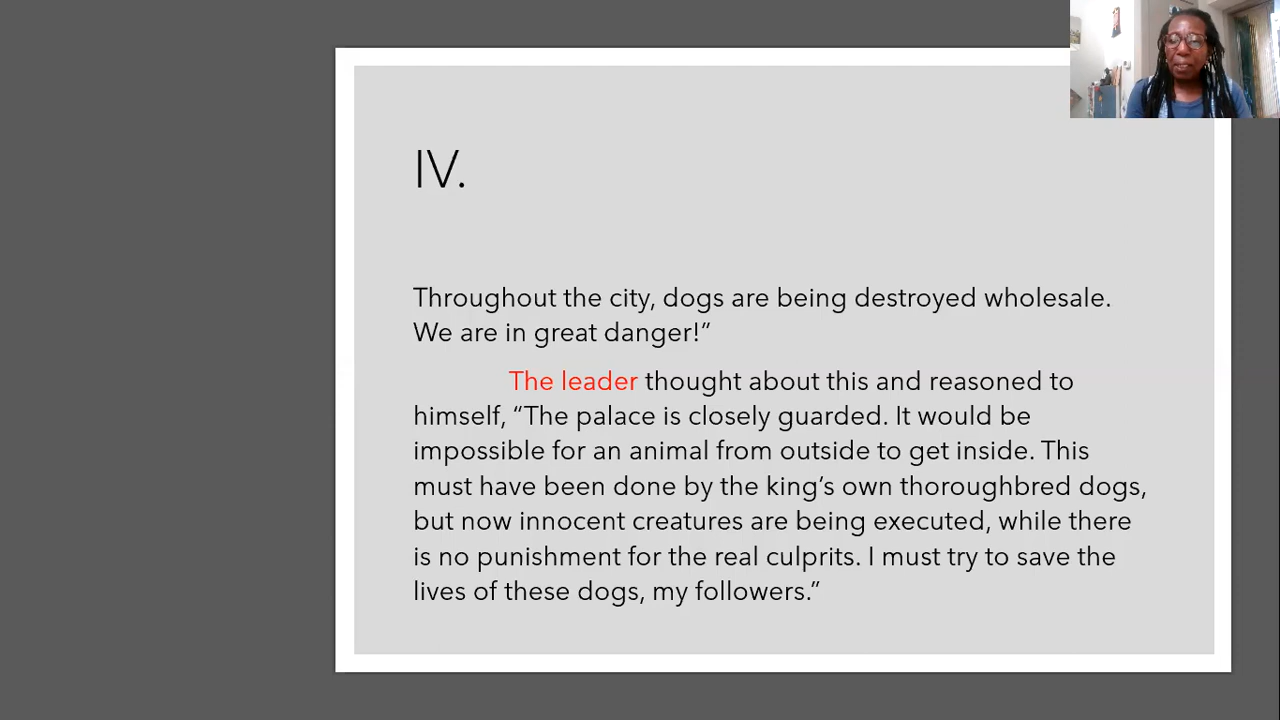 IV.
Throughout the city, dogs are being destroyed wholesale.
We are in great danger!”
The leader thought about this and reasoned to
himself, “The palace is closely guarded. It would be
impossible for an animal from outside to get inside. This
must have been done by the king’s own thoroughbred dogs,
but now innocent creatures are being executed, while there
is no punishment for the real culprits. I must try to save the
lives of these dogs, my followers.”